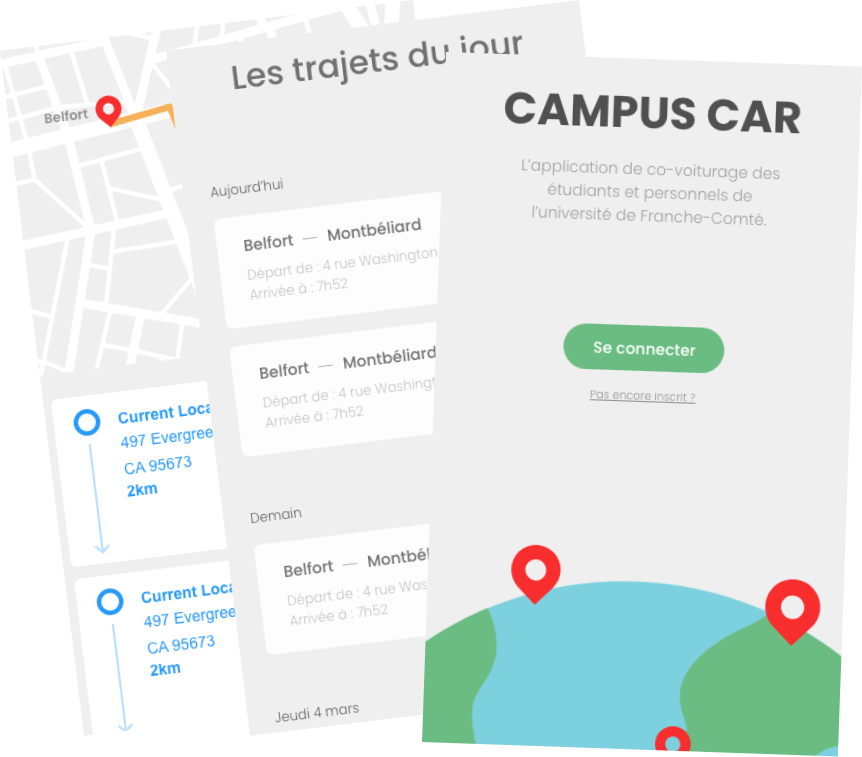 Belfort
Current Loca
497 Evergree
CA 95673
2km
Current Loca
497 Evergree
CA 95673
2km
Les trajets du jour
Aujourd'hui
Belfort — Montbéliard
Départ de : 4 rue Washington
Arrivée à : 7h52
Belfort — Montbéliard
Départ de : 4 rue Washingt
Arrivée à : 7h52
Demain
Belfort — Montbél
Départ de : 4 rue Was
Arrivée à : 7h52
Jeudi 4 mars
CAMPUS CAR
L'application de co-voiturage des
étudiants et personnels de
l'université de Franche-Comté.
Se connecter
Pas encore inscrit ?